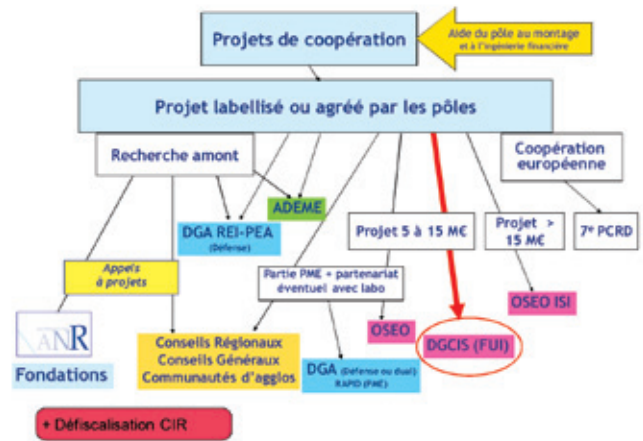 Projets de coopération
Aide du pôle au montage
et à l'ingénierie financière
Projet labellisé ou agréé par les pôles
Recherche amont
Coopération
européenne
ADEME
DGA REI-PEA
(Défense)
Projet 5 à 15 M€
Projet >
15 M€
7e PCRD
Appels
à projets
Partie PME + partenariat
éventuel avec labo
OSEO ISI
ANR
Fondations
Conseils Régionaux
Conseils Généraux
Communautés d'agglos
OSEO
DGCIS (FUI)
DGA (Défense ou dual)
RAPID (PME)
+ Défiscalisation CIR